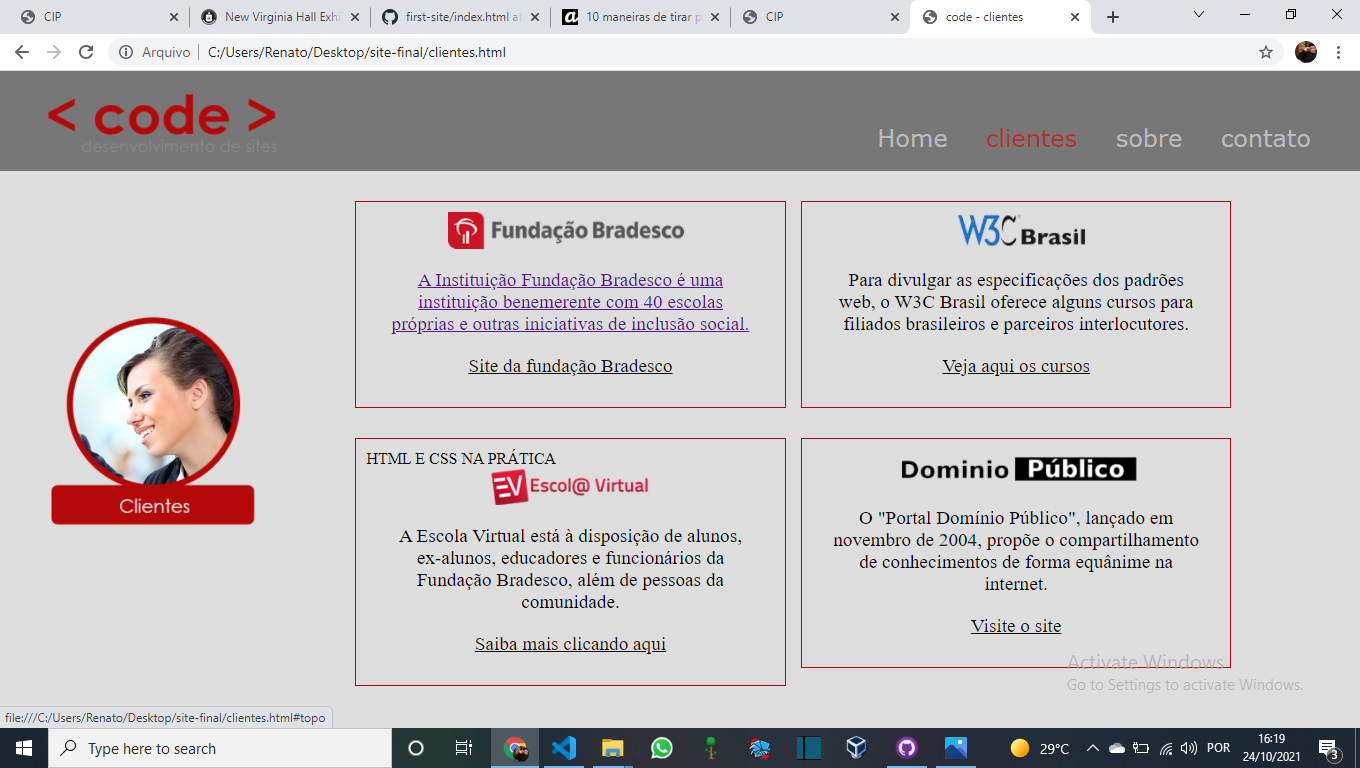 CIP
New Virginia Hall Exh
first-site/index.html at
10 maneiras de tirar p
CIP
code - clientes
Arquivo
C:/Users/Renato/Desktop/site-final/clientes.html
< code >
desenvolvimento de sites
Home
clientes
sobre
contato
Fundação Bradesco
A Instituição Fundação Bradesco é uma
instituição benemerente com 40 escolas
próprias e outras iniciativas de inclusão social.
Site da fundação Bradesco
W3C Brasil
Para divulgar as especificações dos padrões
web, o W3C Brasil oferece alguns cursos para
filiados brasileiros e parceiros interlocutores.
Veja aqui os cursos
Clientes
HTML E CSS NA PRÁTICA
EV Escol@ Virtual
A Escola Virtual está à disposição de alunos,
ex-alunos, educadores e funcionários da
Fundação Bradesco, além de pessoas da
comunidade.
Saiba mais clicando aqui
Dominio Público
O "Portal Domínio Público", lançado em
novembro de 2004, propõe o compartilhamento
de conhecimentos de forma equânime na
internet.
Visite o site
Activate Windows
Go to Settings to activate Windows.
file:///C:/Users/Renato/Desktop/site-final/clientes.html#topo
Type here to search
29°C
POR
16:19
24/10/2021
3